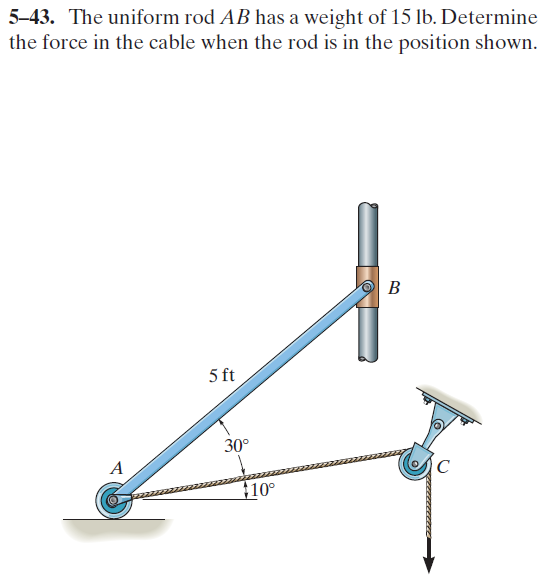 5–43. The uniform rod AB has a weight of 15 lb. Determine
the force in the cable when the rod is in the position shown.
B
5 ft
30°
A
C
10°